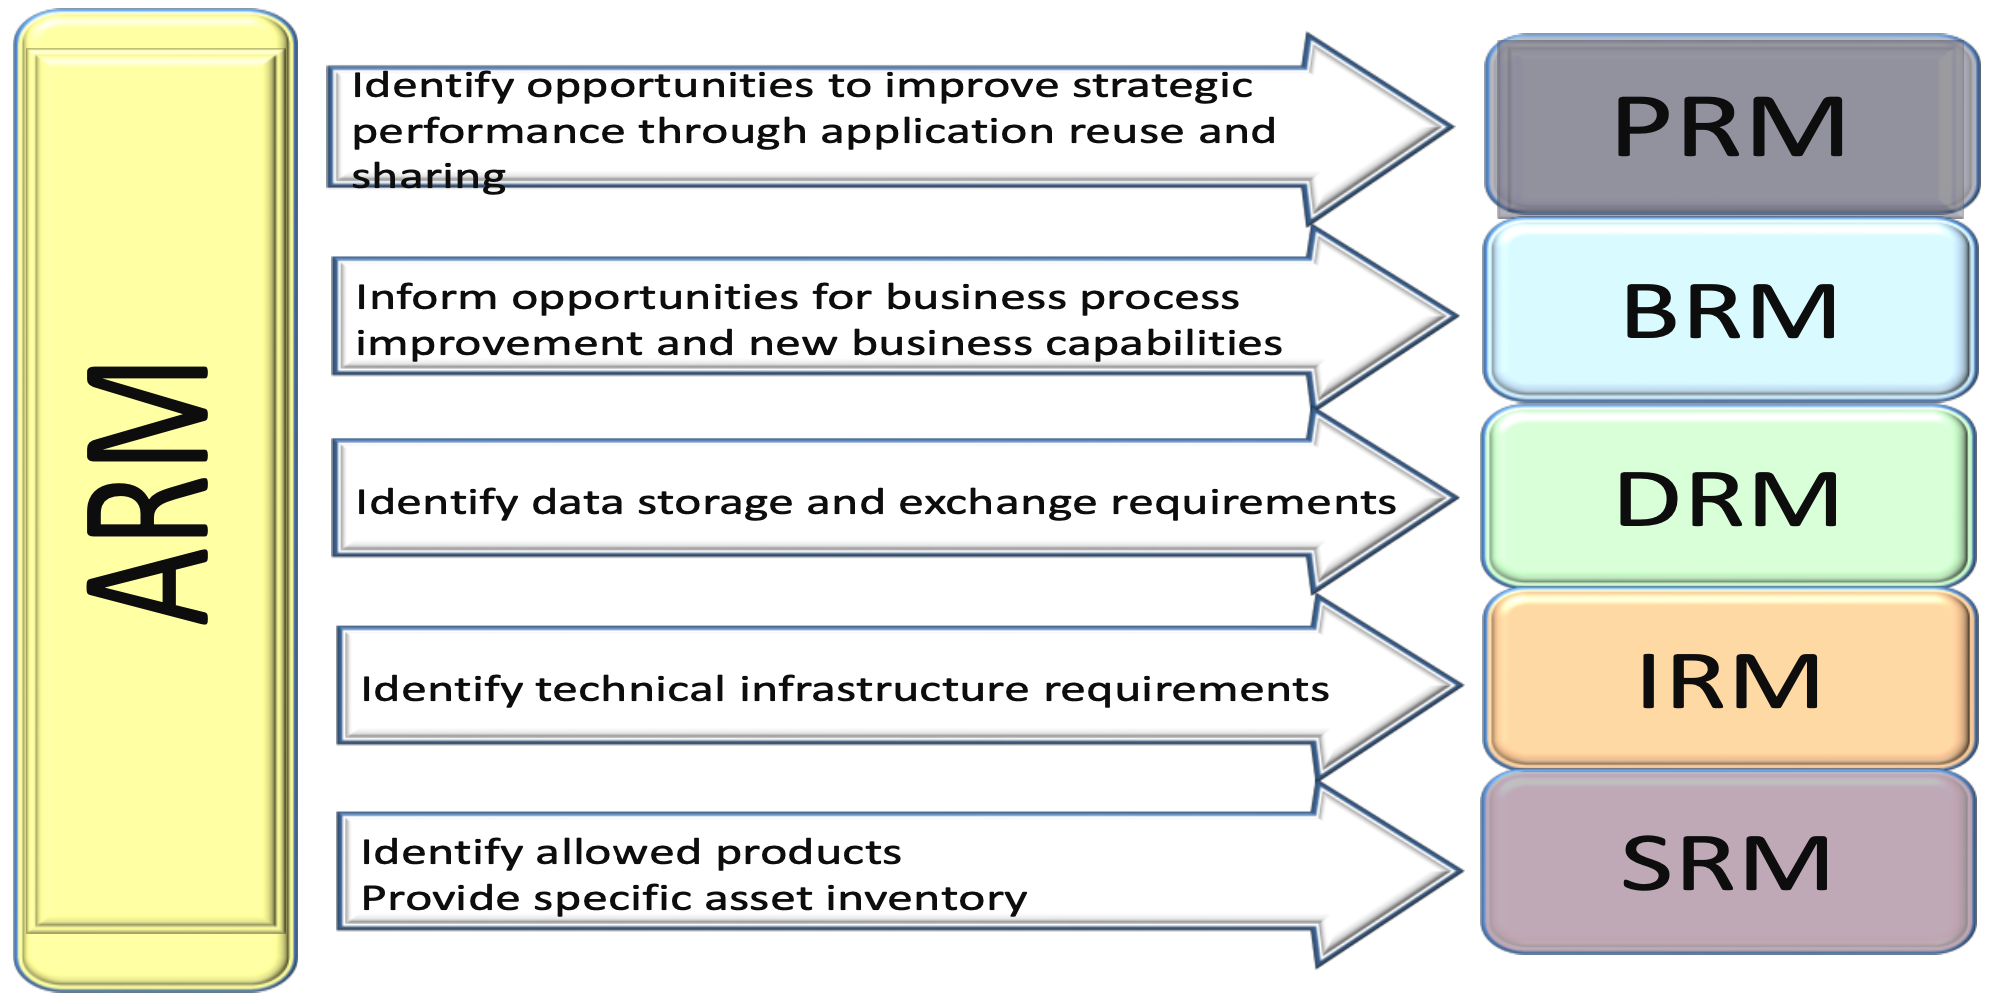 ARM
Identify opportunities to improve strategic
performance through application reuse and
sharing
PRM
Inform opportunities for business process
improvement and new business capabilities
BRM
Identify data storage and exchange requirements
DRM
Identify technical infrastructure requirements
IRM
Identify allowed products
Provide specific asset inventory
SRM